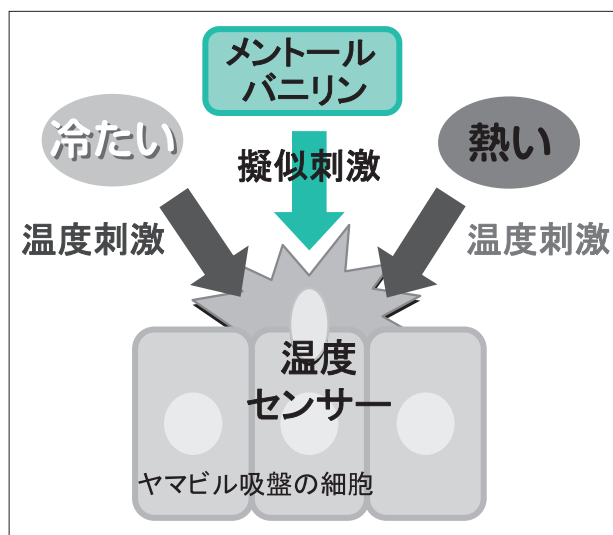 メントール
バニリン
冷たい
熱い
擬似刺激
温度刺激
温度刺激
温度
センサー
ヤマビル吸盤の細胞